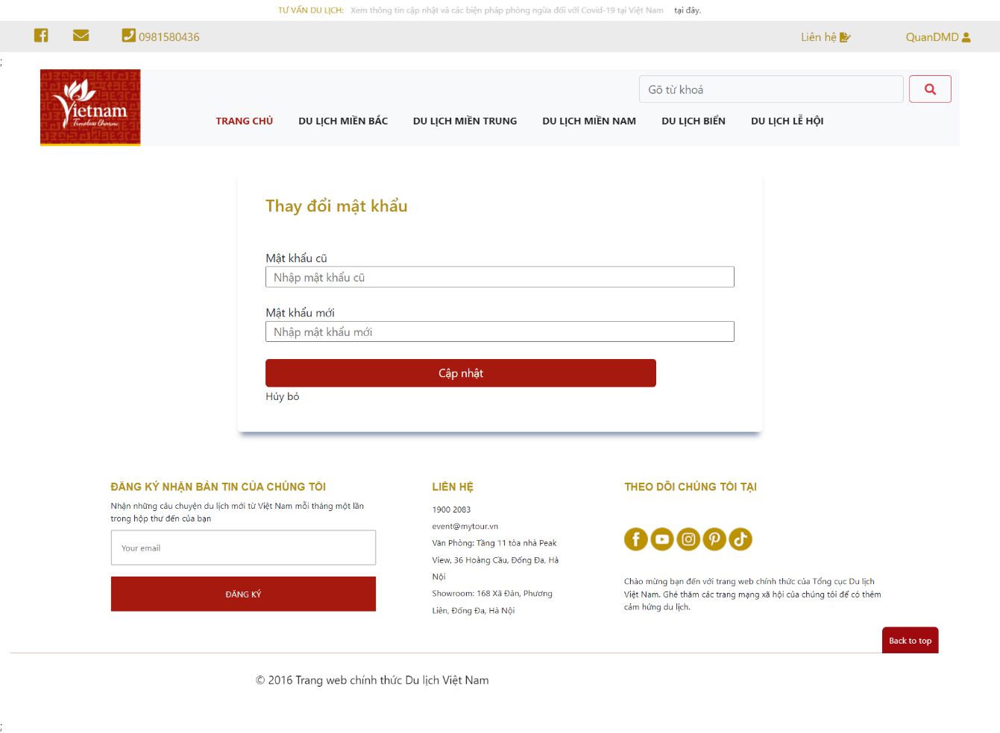 TƯ VẤN DU LỊCH: Xem thông tin cập nhật và các biện pháp phòng ngừa đối với Covid-19 tại Việt Nam tại đây.
0981580436 Liên hệ QuanDMD
;
Vietnam
Timeless Charm
Gõ từ khoá
TRANG CHỦ DU LỊCH MIỀN BẮC DU LỊCH MIỀN TRUNG DU LỊCH MIỀN NAM DU LỊCH BIỂN DU LỊCH LỄ HỘI
Thay đổi mật khẩu
Mật khẩu cũ
Nhập mật khẩu cũ
Mật khẩu mới
Nhập mật khẩu mới
Cập nhật
Hủy bỏ
ĐĂNG KÝ NHẬN BẢN TIN CỦA CHÚNG TÔI
Nhận những câu chuyện du lịch mới từ Việt Nam mỗi tháng một lần
trong hộp thư đến của bạn
Your email
ĐĂNG KÝ
LIÊN HỆ
1900 2083
event@mytour.vn
Văn Phòng: Tầng 11 tòa nhà Peak
View, 36 Hoàng Cầu, Đống Đa, Hà
Nội
Showroom: 168 Xã Đàn, Phương
Liên, Đống Đa, Hà Nội
THEO DÕI CHÚNG TÔI TẠI
Chào mừng bạn đến với trang web chính thức của Tổng cục Du lịch
Việt Nam. Ghé thăm các trang mạng xã hội của chúng tôi để có thêm
cảm hứng du lịch.
Back to top
© 2016 Trang web chính thức Du lịch Việt Nam
;